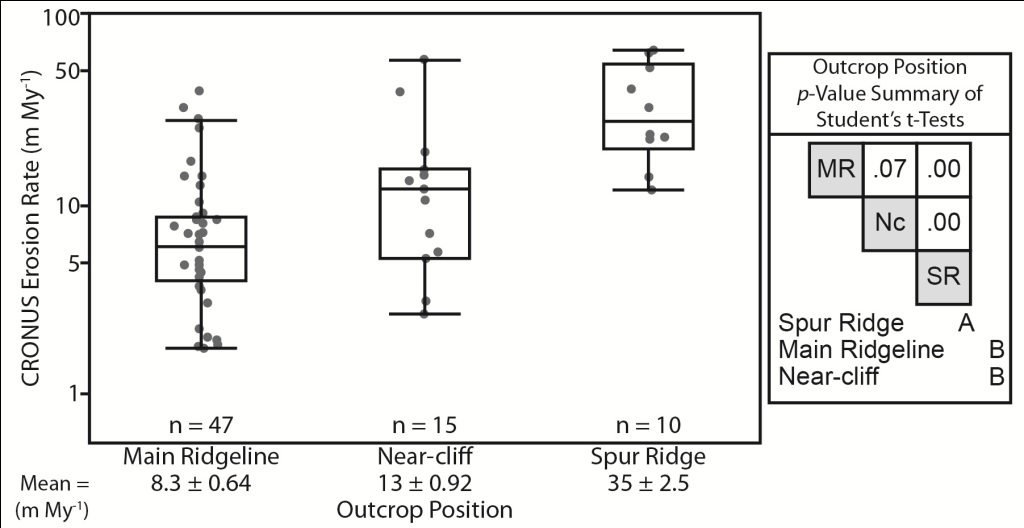 100
50
10
5
1
CRONUS Erosion Rate (m My⁻¹)
n = 47
n = 15
n = 10
Main Ridgeline
Near-cliff
Spur Ridge
Mean =
8.3 ± 0.64
13 ± 0.92
35 ± 2.5
(m My⁻¹)
Outcrop Position
Outcrop Position
p-Value Summary of
Student's t-Tests
MR .07 .00
Nc .00
SR
Spur Ridge A
Main Ridgeline B
Near-cliff B